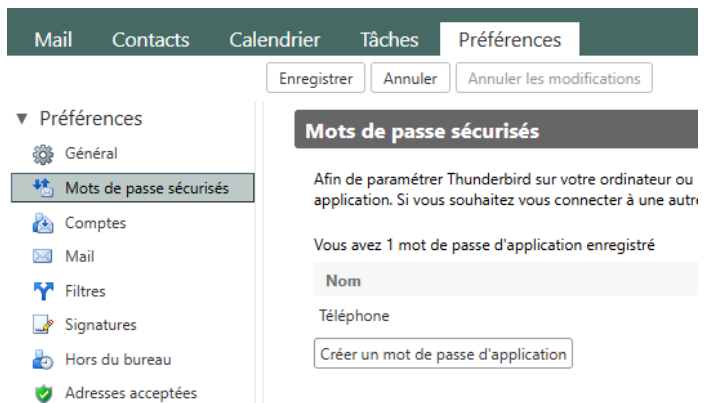 Mail Contacts Calendrier Tâches Préférences
Enregistrer Annuler Annuler les modifications
Préférences
Général
Mots de passe sécurisés
Comptes
Mail
Filtres
Signatures
Hors du bureau
Adresses acceptées
Mots de passe sécurisés
Afin de paramétrer Thunderbird sur votre ordinateur ou
application. Si vous souhaitez vous connecter à une autre
Vous avez 1 mot de passe d'application enregistré
Nom
Téléphone
Créer un mot de passe d'application